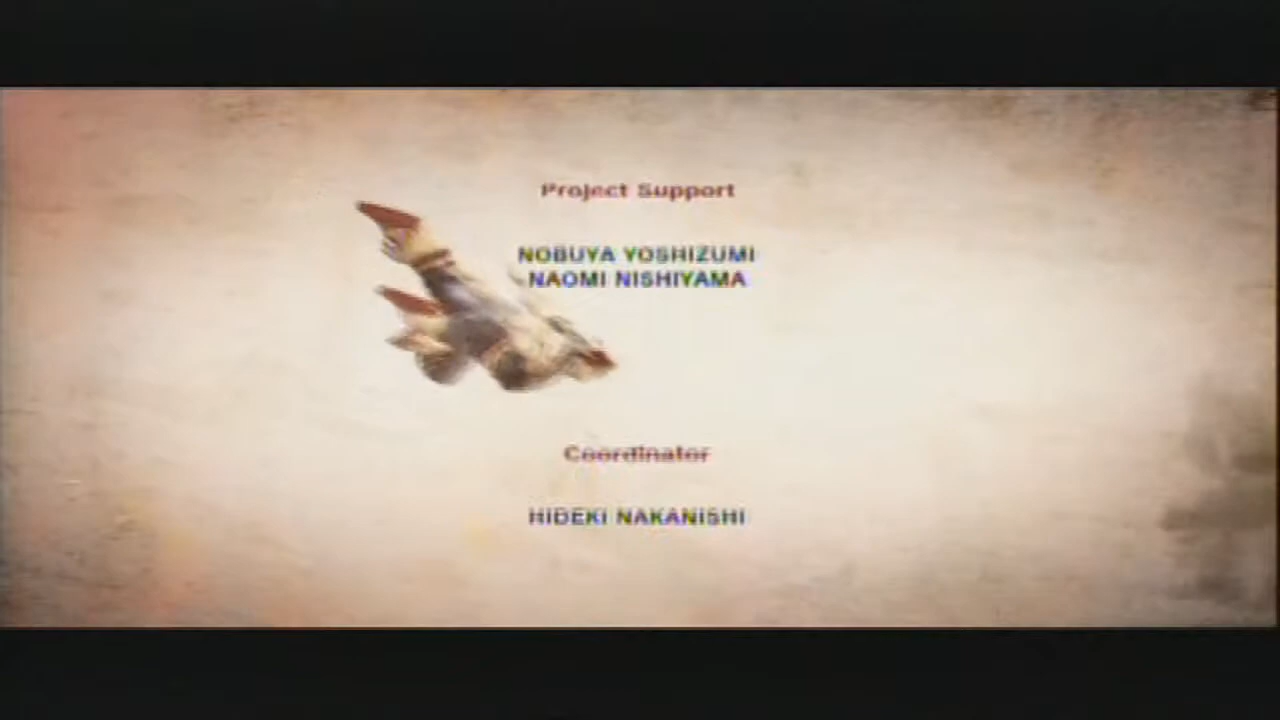 Project Support
NOBUYA YOSHIZUMI
NAOMI NISHIYAMA
Coordinator
HIDEKI NAKANISHI